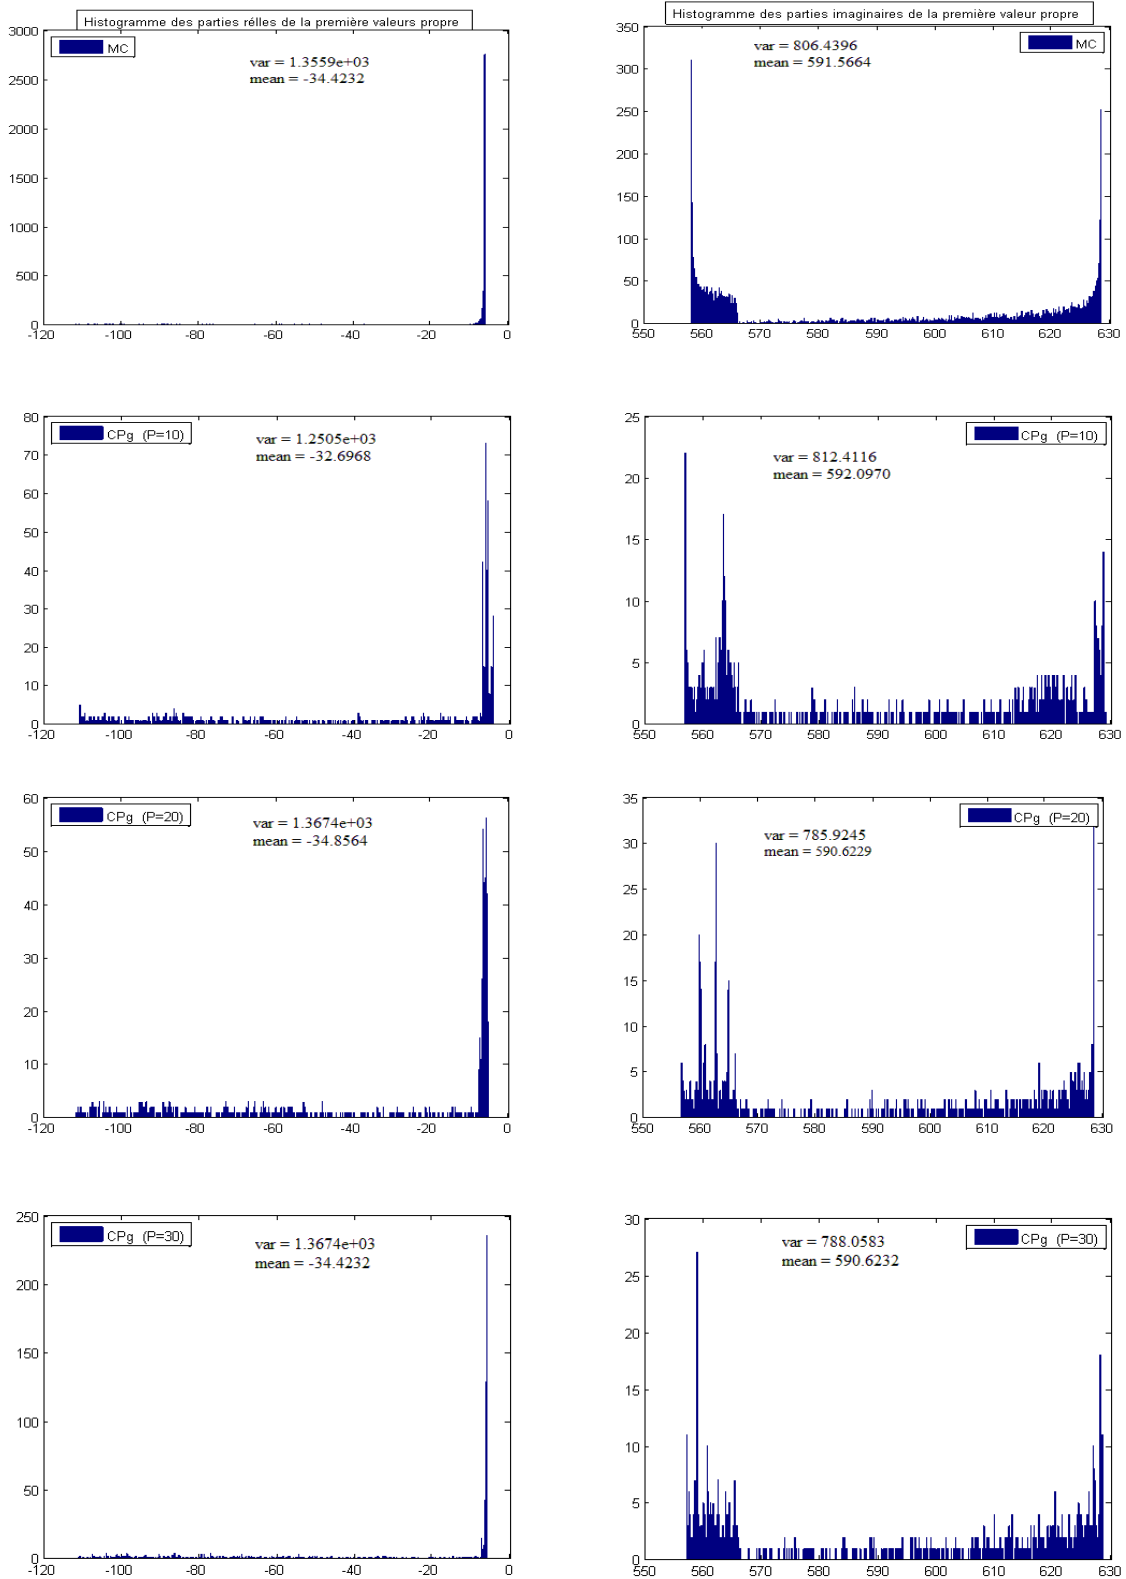 Histogramme des parties rélles de la première valeurs propre
3000
2500
2000
1500
1000
500
0
MC
var = 1.3559e+03
mean = -34.4232
-120 -100 -80 -60 -40 -20 0
Histogramme des parties imaginaires de la première valeur propre
350
300
250
200
150
100
50
0
var = 806.4396
mean = 591.5664
MC
550 560 570 580 590 600 610 620 630
80
70
60
50
40
30
20
10
0
CPg (P=10)
var = 1.2505e+03
mean = -32.6968
-120 -100 -80 -60 -40 -20 0
25
20
15
10
5
0
var = 812.4116
mean = 592.0970
CPg (P=10)
550 560 570 580 590 600 610 620 630
60
50
40
30
20
10
0
CPg (P=20)
var = 1.3674e+03
mean = -34.8564
-120 -100 -80 -60 -40 -20 0
35
30
25
20
15
10
5
0
var = 785.9245
mean = 590.6229
CPg (P=20)
550 560 570 580 590 600 610 620 630
250
200
150
100
50
0
CPg (P=30)
var = 1.3674e+03
mean = -34.4232
-120 -100 -80 -60 -40 -20 0
30
25
20
15
10
5
0
var = 788.0583
mean = 590.6232
CPg (P=30)
550 560 570 580 590 600 610 620 630